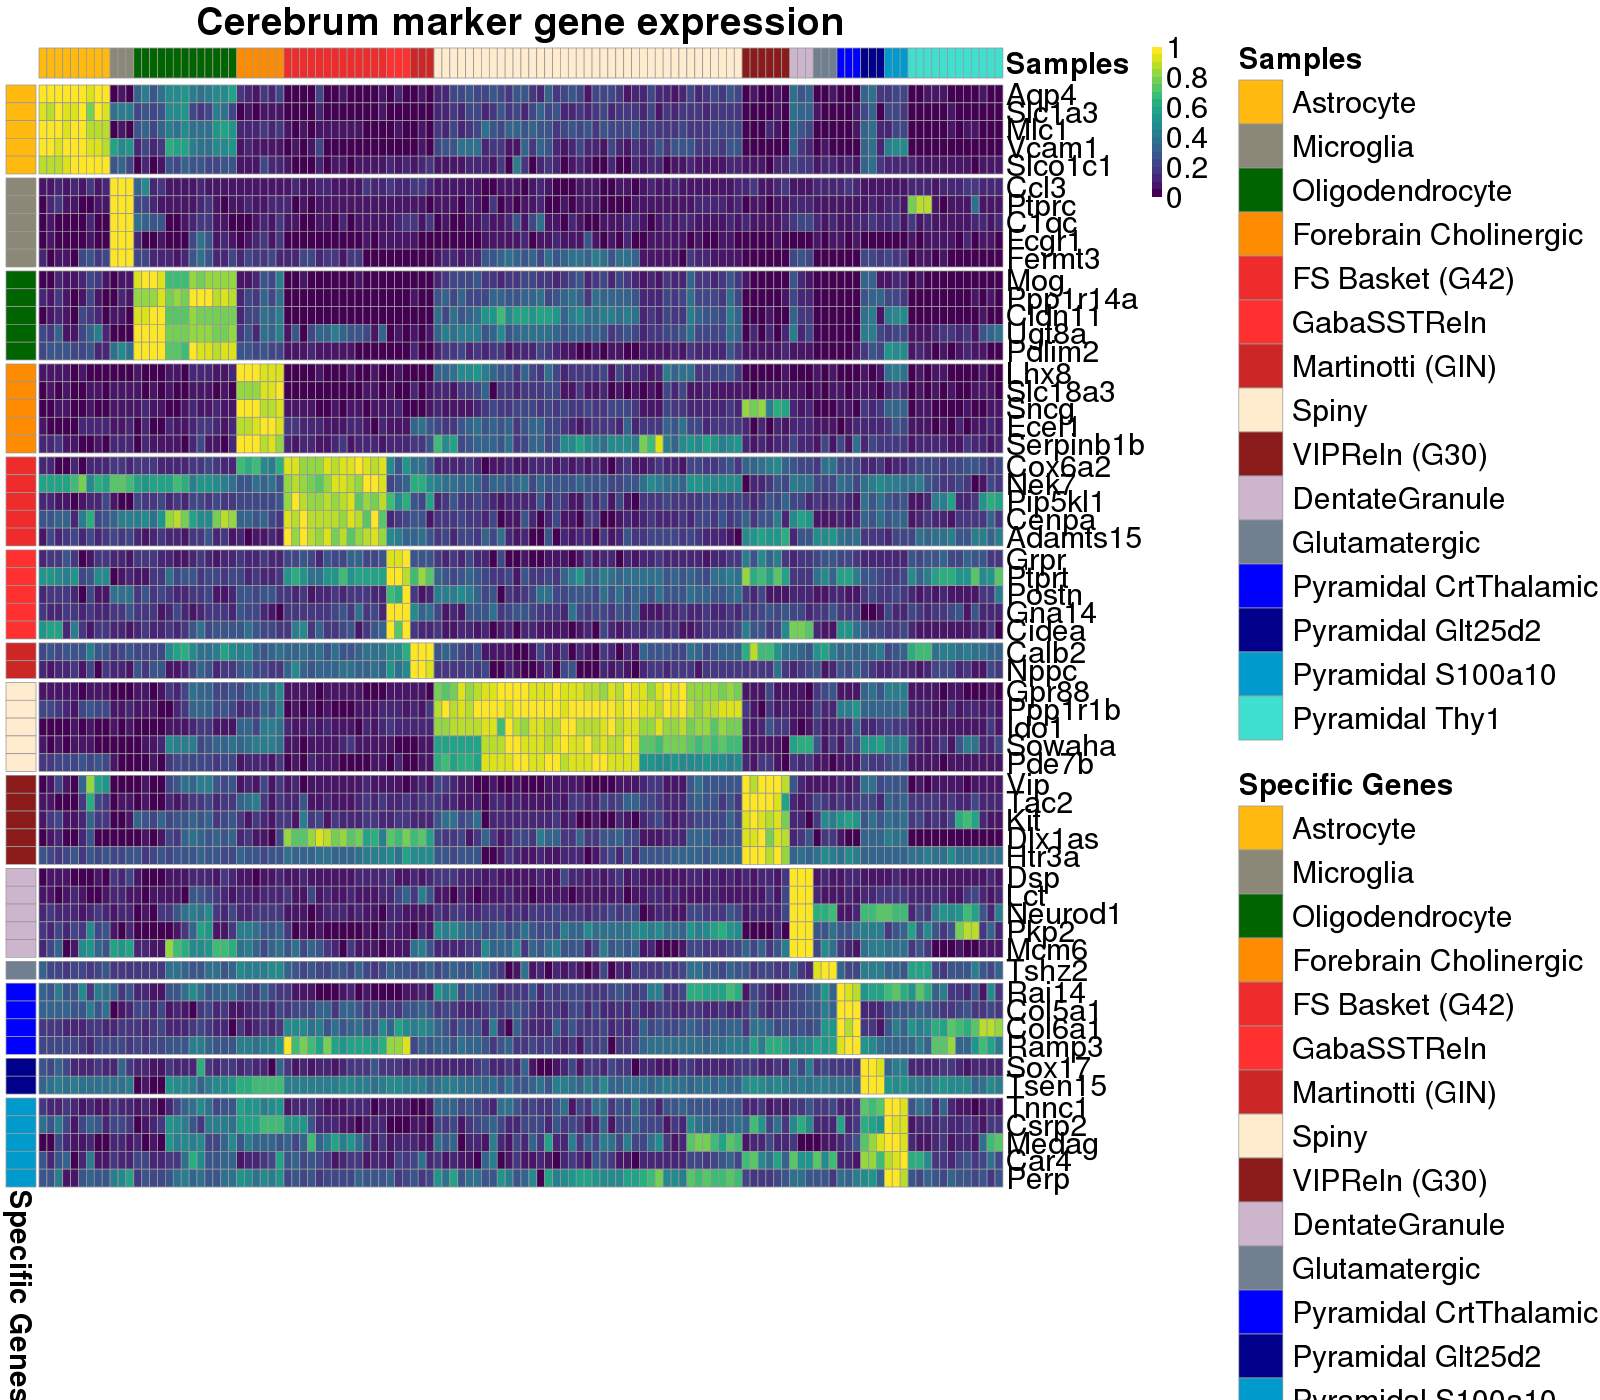 Cerebrum marker gene expression
Samples
1
0.8
0.6
0.4
0.2
0
Aqp4
Slc1a3
Mlc1
Vcam1
Slco1c1
Ccl3
Ptprc
C1qc
Fcgr1
Fermt3
Mog
Ppp1r14a
Cldn11
Ugt8a
Pdlim2
Lhx8
Slc18a3
Sncg
Ecel1
Serpinb1b
Cox6a2
Nek7
Pip5kl1
Cenpa
Adamts15
Grpr
Ptprt
Postn
Gna14
Cidea
Calb2
Nppc
Gpr88
Ppp1r1b
Ido1
Sowaha
Pde7b
Vip
Tac2
Kit
Dlx1as
Htr3a
Dsp
Lct
Neurod1
Pkp2
Mcm6
Tshz2
Rai14
Col5a1
Col6a1
Ramp3
Sox17
Tsen15
Tnnc1
Csrp2
Medag
Car4
Perp
Specific Genes
Samples
Astrocyte
Microglia
Oligodendrocyte
Forebrain Cholinergic
FS Basket (G42)
GabaSSTReln
Martinotti (GIN)
Spiny
VIPReln (G30)
DentateGranule
Glutamatergic
Pyramidal CrtThalamic
Pyramidal Glt25d2
Pyramidal S100a10
Pyramidal Thy1
Specific Genes
Astrocyte
Microglia
Oligodendrocyte
Forebrain Cholinergic
FS Basket (G42)
GabaSSTReln
Martinotti (GIN)
Spiny
VIPReln (G30)
DentateGranule
Glutamatergic
Pyramidal CrtThalamic
Pyramidal Glt25d2
Pyramidal S100a10